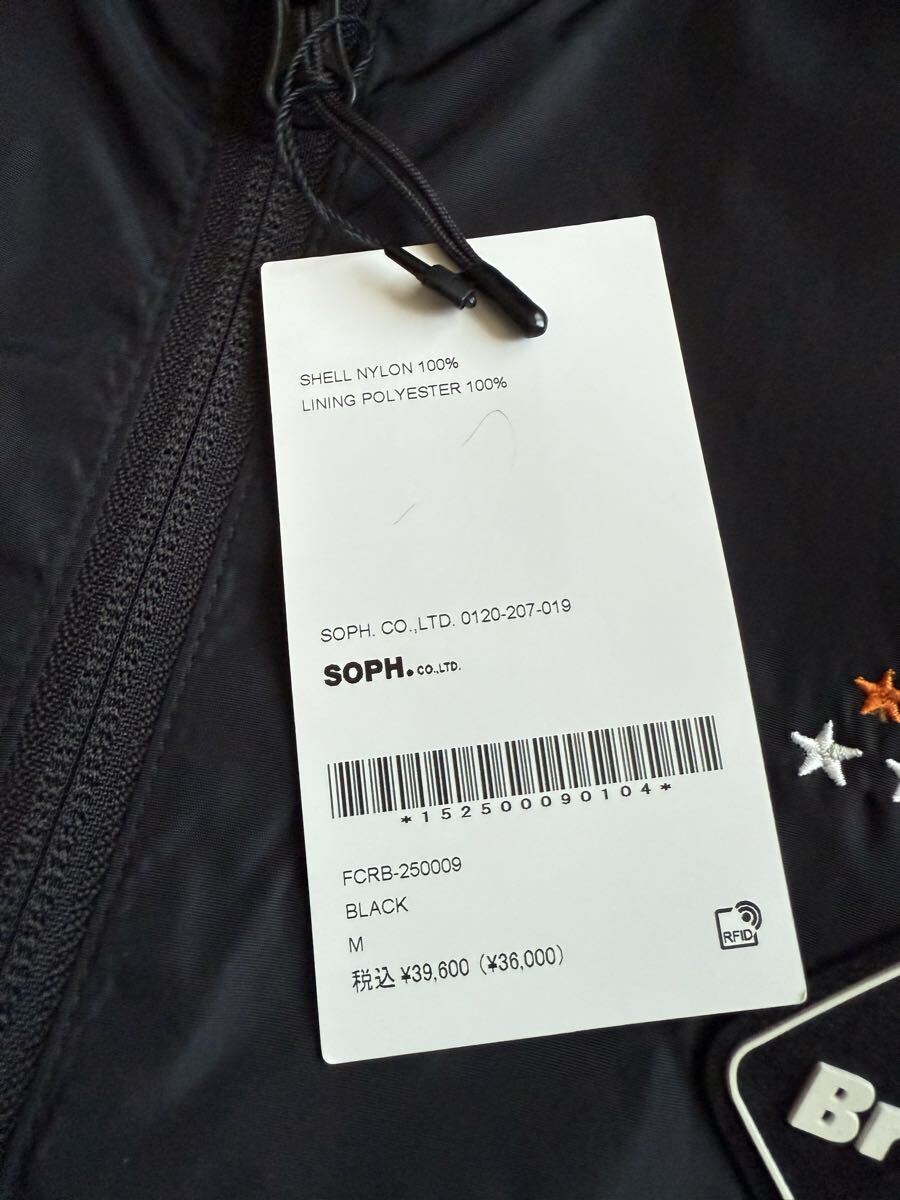 SHELL NYLON 100%
LINING POLYESTER 100%
SOPH. CO.,LTD. 0120-207-019
SOPH. CO.,LTD.
*152500090104*
FCRB-250009
BLACK
M
税込 ¥39,600 (¥36,000)
RFID
Br